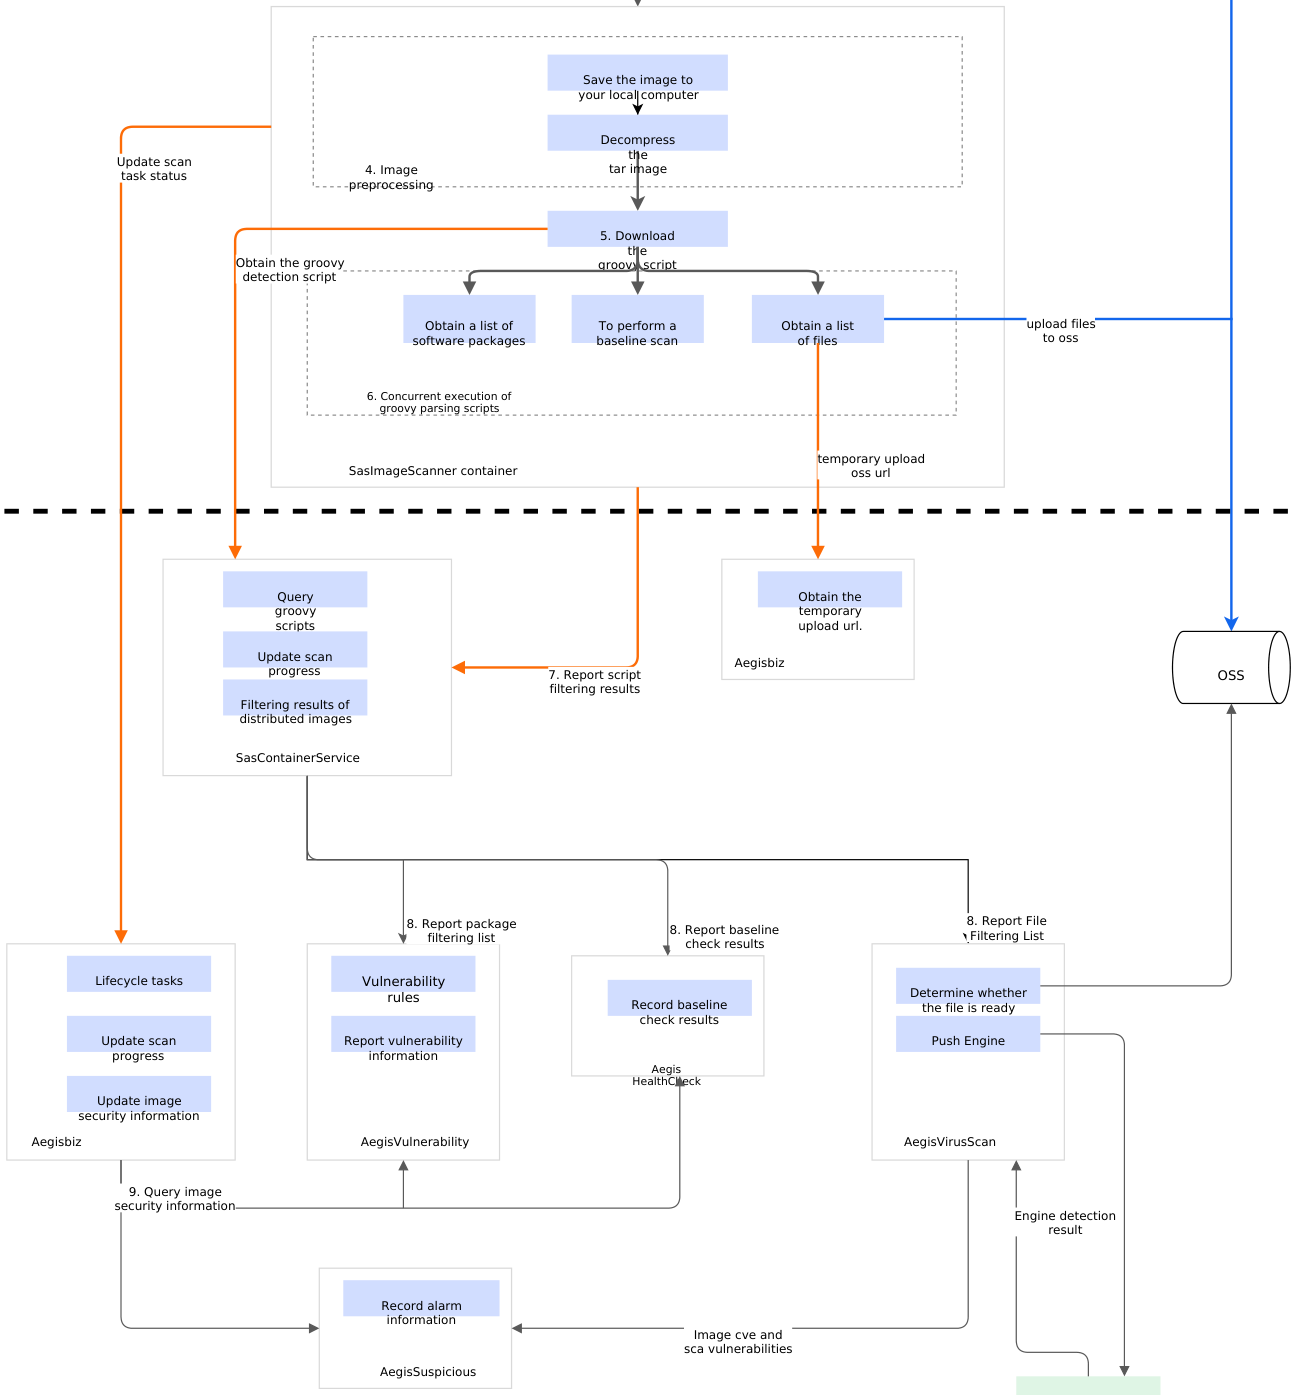 Save the image to
your local computer
Decompress
the
tar image
4. Image
preprocessing
Update scan
task status
5. Download
the
groovy script
Obtain the groovy
detection script
Obtain a list of
software packages
To perform a
baseline scan
Obtain a list
of files
upload files
to oss
6. Concurrent execution of
groovy parsing scripts
SasImageScanner container
temporary upload
oss url
Query
groovy
scripts
Update scan
progress
Filtering results of
distributed images
SasContainerService
7. Report script
filtering results
Obtain the
temporary
upload url.
Aegisbiz
OSS
8. Report package
filtering list
8. Report baseline
check results
8. Report File
Filtering List
Lifecycle tasks
Update scan
progress
Update image
security information
Aegisbiz
Vulnerability
rules
Report vulnerability
information
AegisVulnerability
Record baseline
check results
Aegis
HealthCheck
Determine whether
the file is ready
Push Engine
AegisVirusScan
9. Query image
security information
Engine detection
result
Record alarm
information
AegisSuspicious
Image cve and
sca vulnerabilities